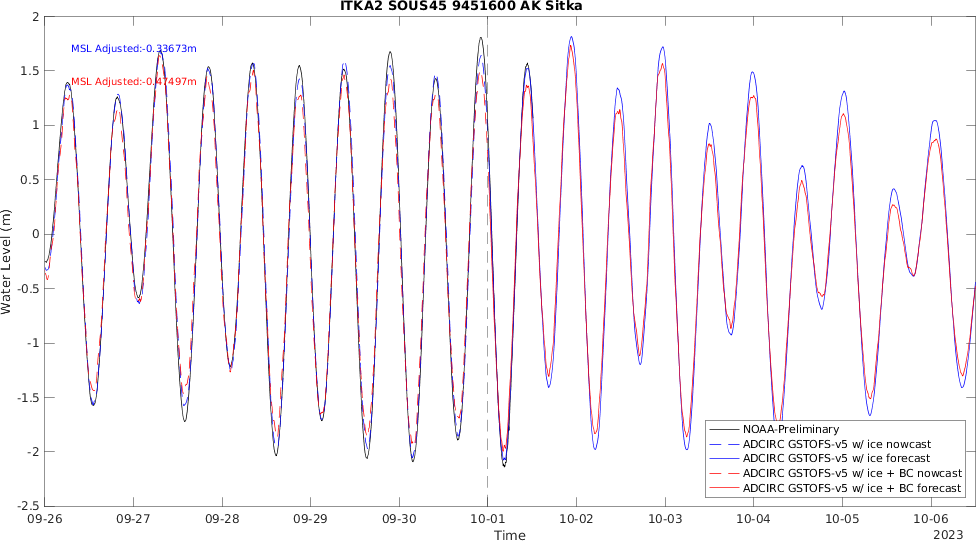 ITKA2 SOUS45 9451600 AK Sitka
MSL Adjusted:-0.33673m
MSL Adjusted:-0.47497m
Water Level (m)
2
1.5
1
0.5
0
-0.5
-1
-1.5
-2
-2.5
NOAA-Preliminary
ADCIRC GSTOFS-v5 w/ ice nowcast
ADCIRC GSTOFS-v5 w/ ice forecast
ADCIRC GSTOFS-v5 w/ ice + BC nowcast
ADCIRC GSTOFS-v5 w/ ice + BC forecast
09-26 09-27 09-28 09-29 09-30 10-01 10-02 10-03 10-04 10-05 10-06
Time
2023